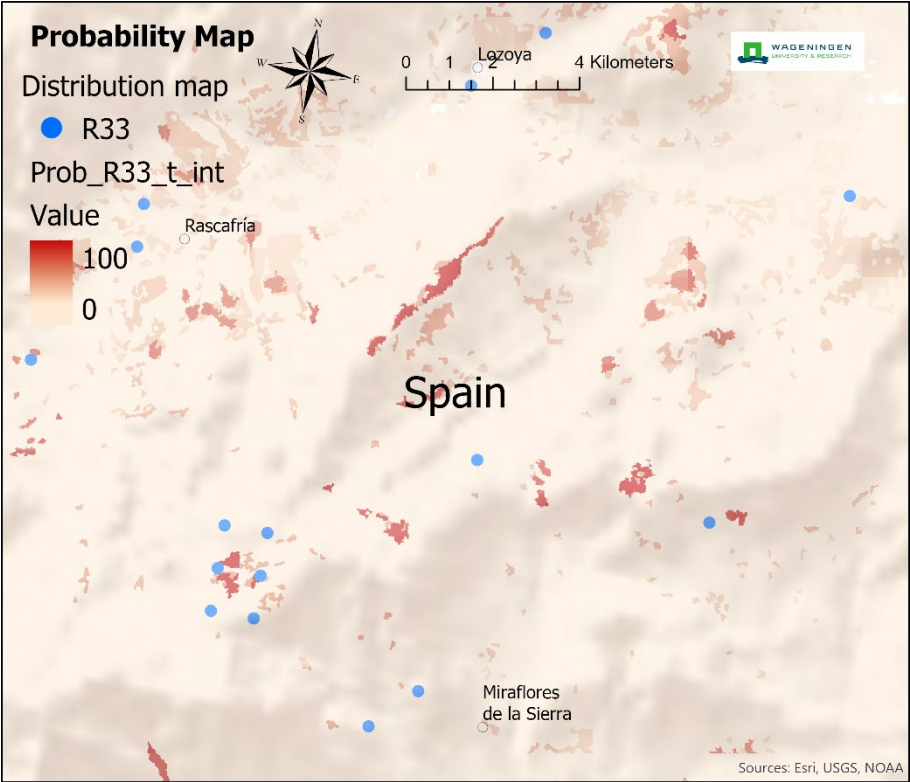 Probability Map
Distribution map
R33
Prob_R33_t_int
Value
100
0
N
W
E
S
0 1 2 4 Kilometers
Lozoya
WAGENINGEN
UNIVERSITY & RESEARCH
Rascafría
Spain
Miraflores
de la Sierra
Sources: Esri, USGS, NOAA